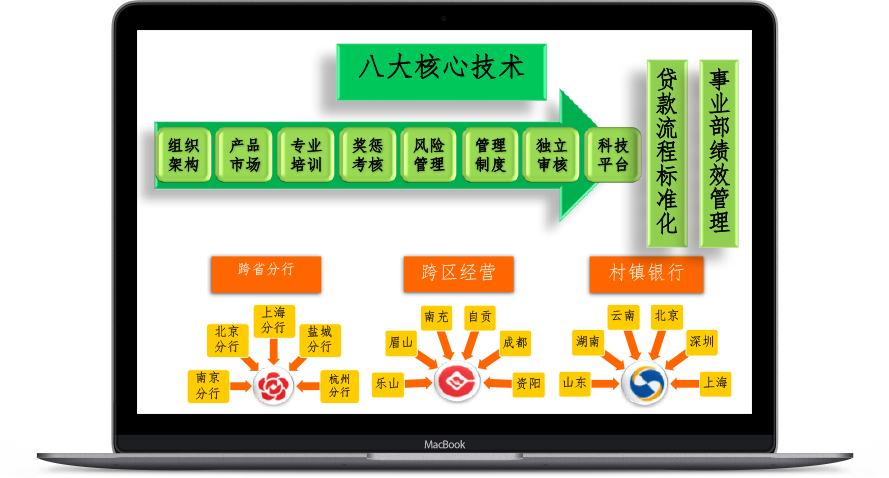 八大核心技术
组织
架构
产品
市场
专业
培训
奖惩
考核
风险
管理
管理
制度
独立
审核
科技
平台
贷款流程标准化
事业部绩效管理
跨省分行
南京
分行
北京
分行
上海
分行
盐城
分行
杭州
分行
跨区经营
乐山
眉山
南充
自贡
成都
资阳
村镇银行
山东
湖南
云南
北京
深圳
上海
MacBook